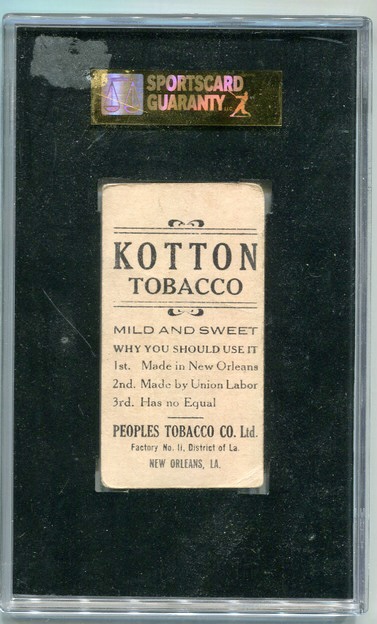 SPORTSCARD
GUARANTY LLC
KOTTON
TOBACCO
MILD AND SWEET
WHY YOU SHOULD USE IT
1st. Made in New Orleans
2nd. Made by Union Labor
3rd. Has no Equal
PEOPLES TOBACCO CO. Ltd.
Factory No. 11, District of La.
NEW ORLEANS, LA.